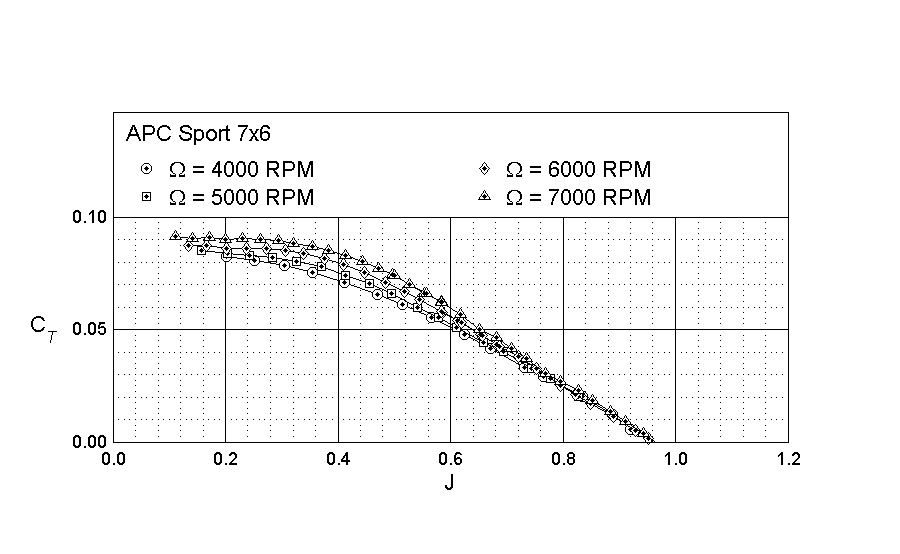 APC Sport 7x6
Ω = 4000 RPM
Ω = 6000 RPM
Ω = 5000 RPM
Ω = 7000 RPM
0.10
C_T 0.05
0.00
0.0 0.2 0.4 0.6 0.8 1.0 1.2
J